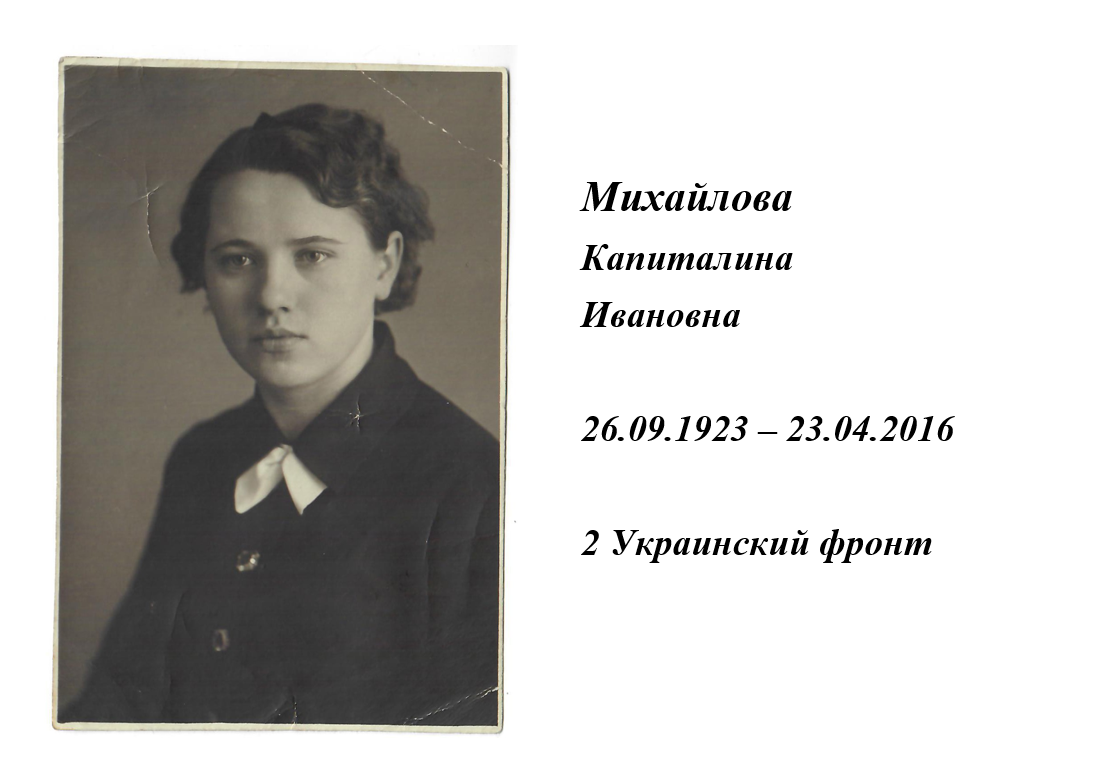 Михайлова
Капиталина
Ивановна
26.09.1923 – 23.04.2016
2 Украинский фронт